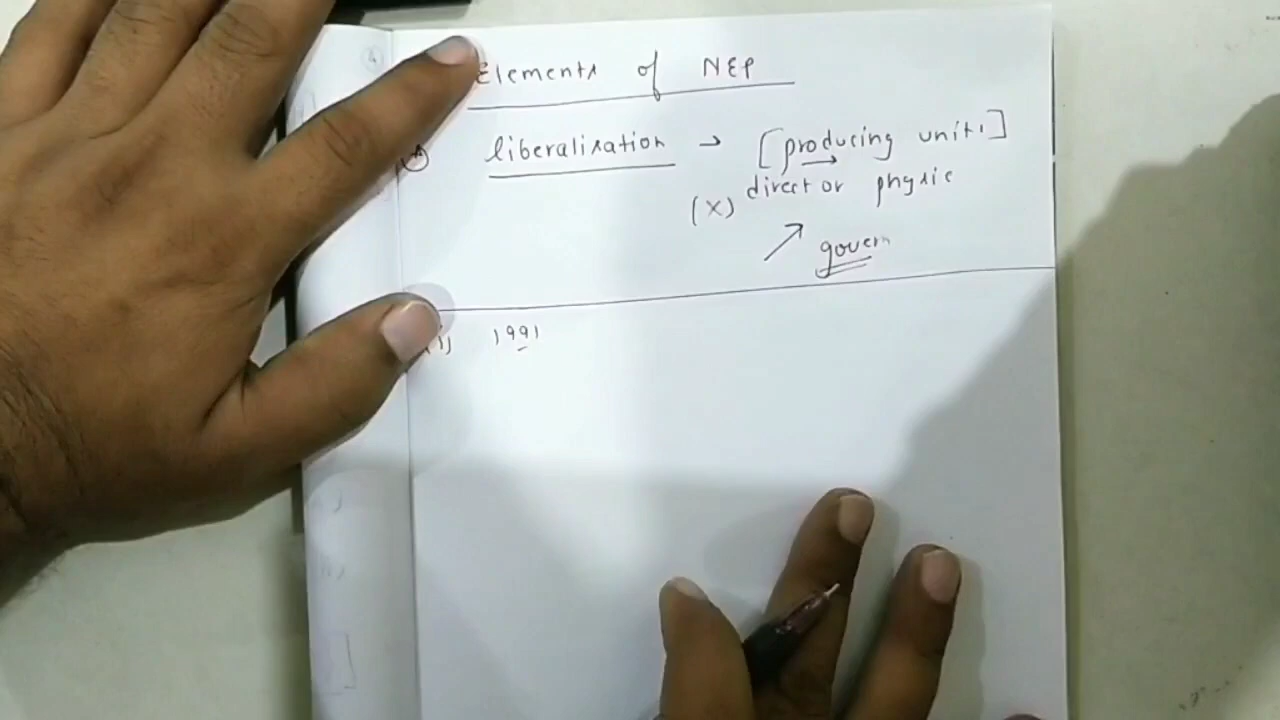 Elements of NEP
liberalisation → [producing units]
direct or physic
(x)
govern
(i) 1991